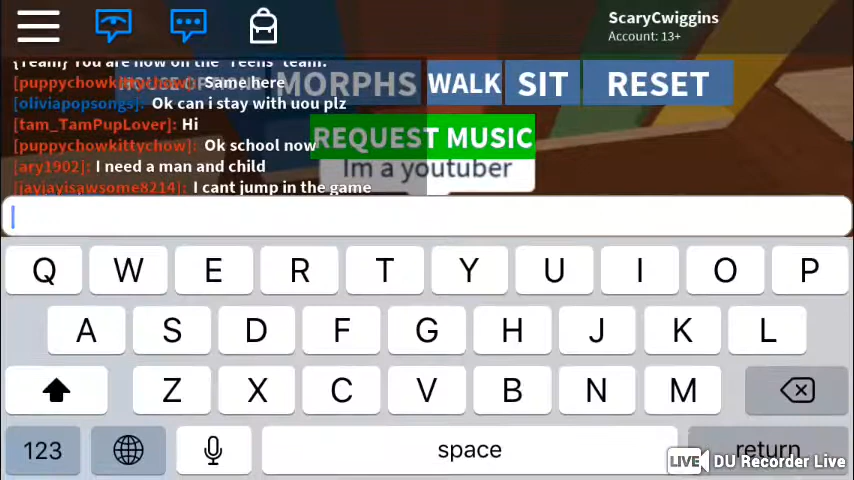 ScaryCwiggins
Account: 13+
{Team} You are now on the 'Teens' team.
[puppychowkittychow]: Same here
MORPHS WALK SIT RESET
[oliviapopsongs]: Ok can i stay with uou plz
[tam_TamPupLover]: Hi
REQUEST MUSIC
[puppychowkittychow]: Ok school now
[ary1902]: I need a man and child
Im a youtuber
[jayjayisawsome8214]: I cant jump in the game
Q W E R T Y U I O P
A S D F G H J K L
Z X C V B N M
123 space return
LIVE DU Recorder Live